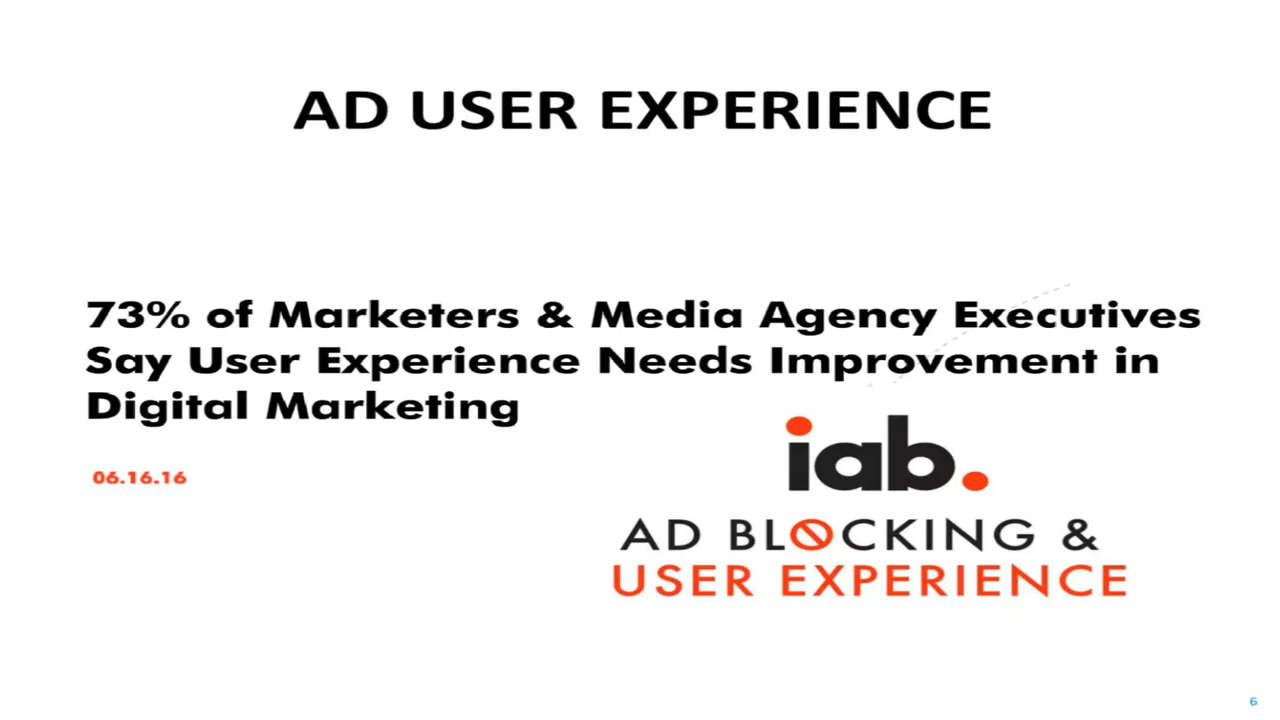 AD USER EXPERIENCE
73% of Marketers & Media Agency Executives
Say User Experience Needs Improvement in
Digital Marketing
06.16.16
iab.
AD BLOCKING &
USER EXPERIENCE
6